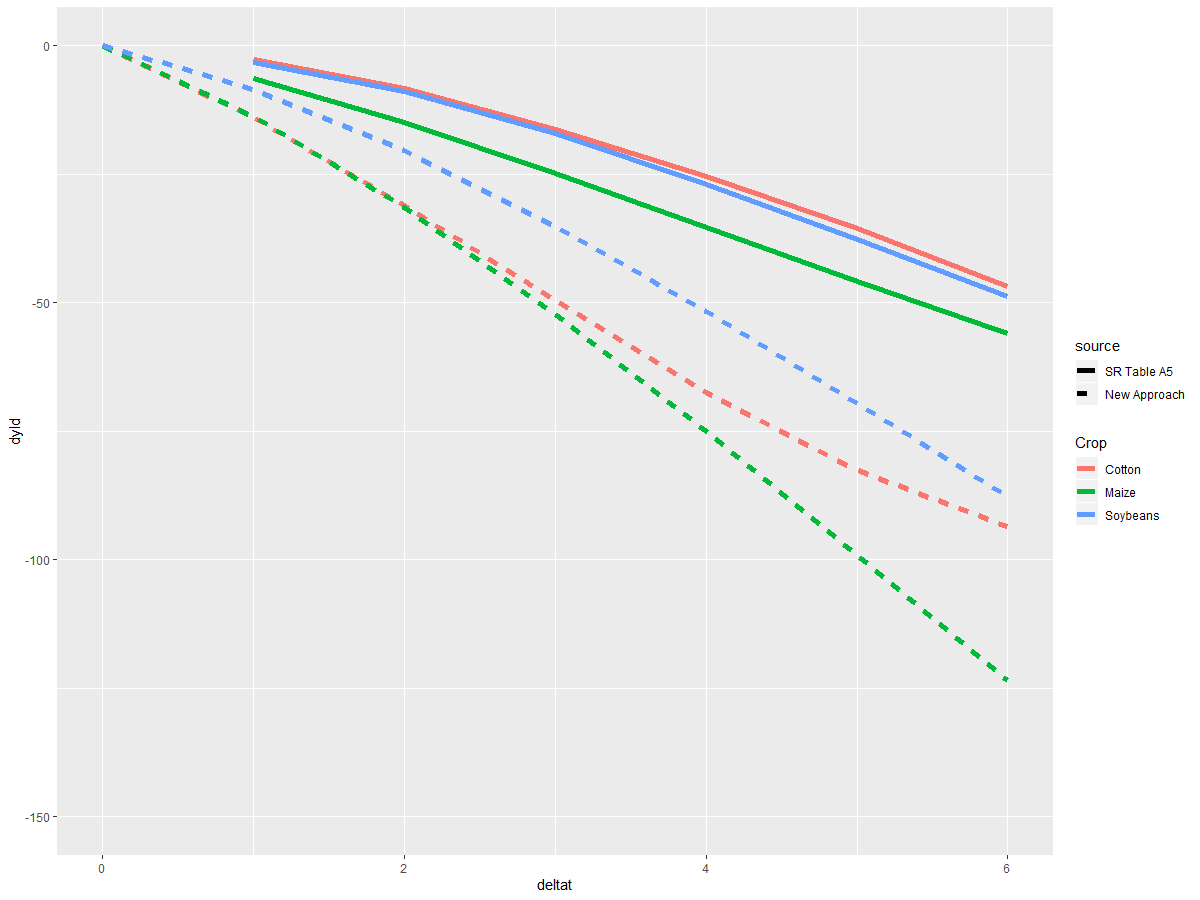 0
-50
-100
-150
dyld
0
2
4
6
deltat
source
SR Table A5
New Approach
Crop
Cotton
Maize
Soybeans